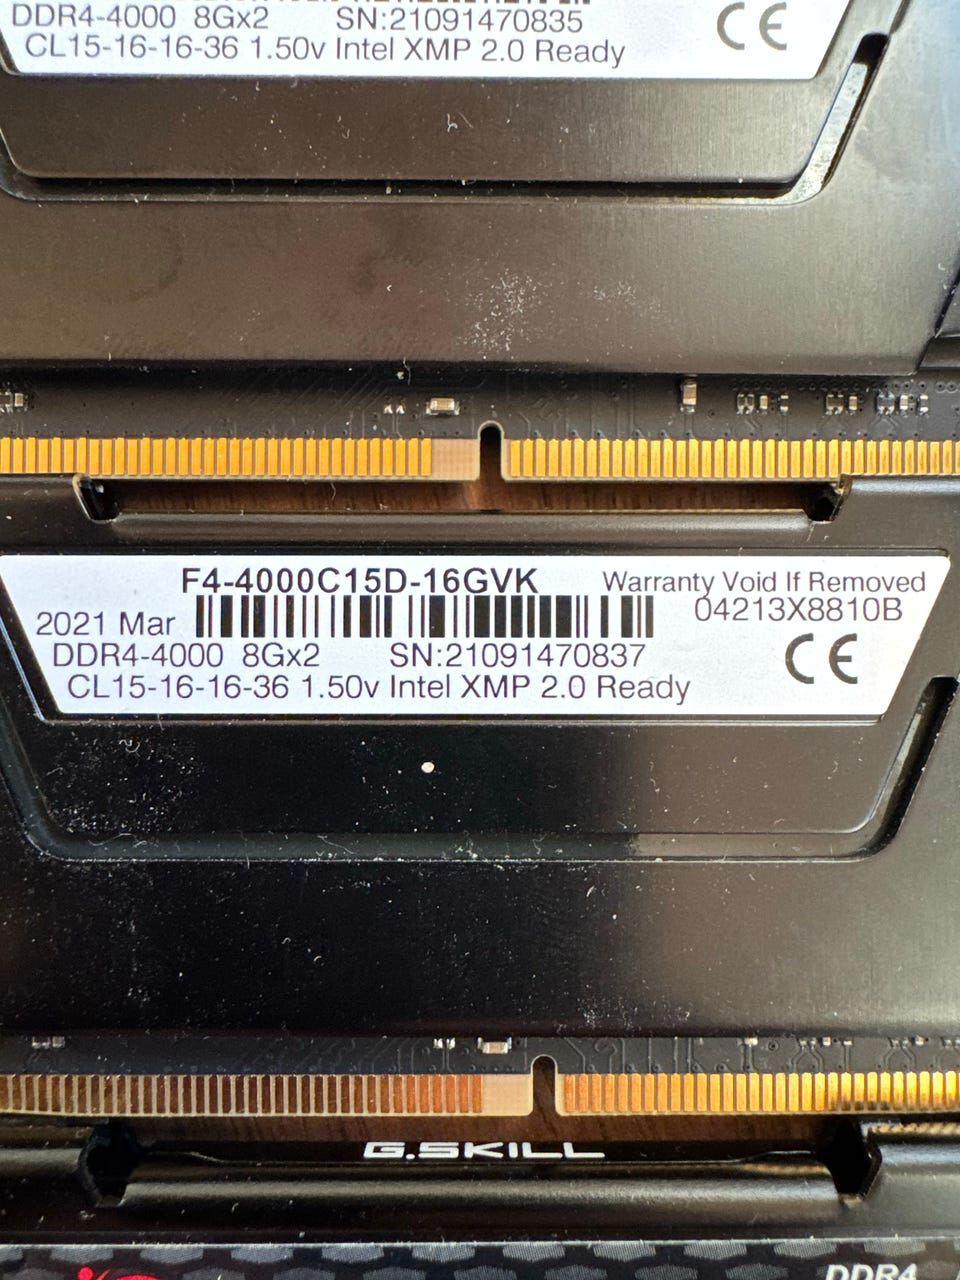 DDR4-4000 8Gx2 SN:21091470835
CL15-16-16-36 1.50v Intel XMP 2.0 Ready
CE
F4-4000C15D-16GVK Warranty Void If Removed
2021 Mar 04213X8810B
DDR4-4000 8Gx2 SN:21091470837
CL15-16-16-36 1.50v Intel XMP 2.0 Ready
CE
G.SKILL
DDR4